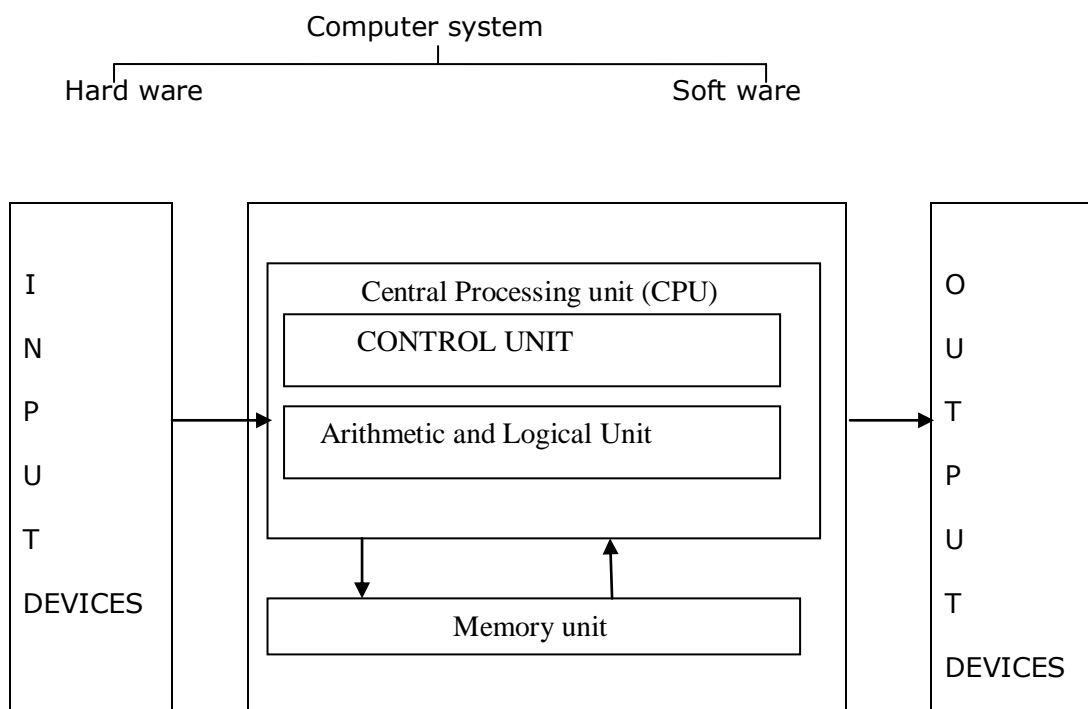 Computer system
Hard ware
Soft ware
I
N
P
U
T
DEVICES
Central Processing unit (CPU)
CONTROL UNIT
Arithmetic and Logical Unit
Memory unit
O
U
T
P
U
T
DEVICES